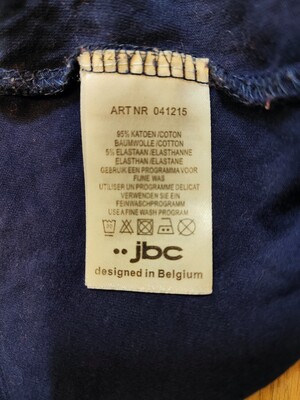 ART NR 041215
95% KATOEN/COTON
BAUMWOLLE/COTTON
5% ELASTAAN/ELASTHANNE
ELASTHAN/ELASTANE
GEBRUIK EEN PROGRAMMA VOOR
FIJNE WAS
UTILISER UN PROGRAMME DELICAT
VERWENDEN SIE EIN
FEINWASCHPROGRAMM
USE A FINE WASH PROGRAM
jbc
designed in Belgium